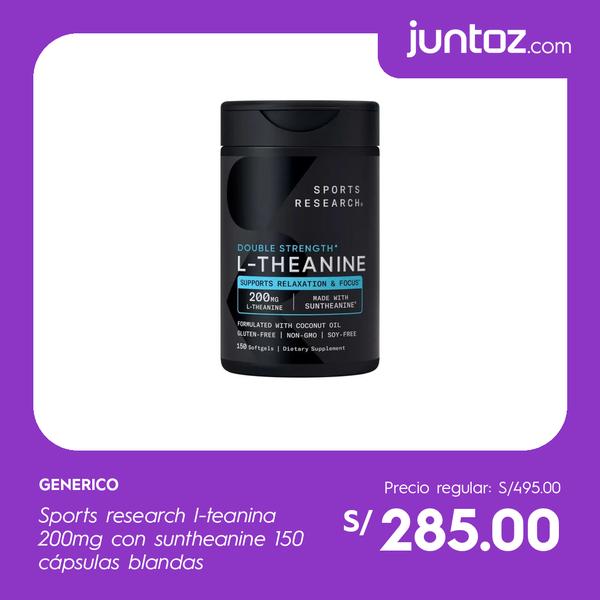 juntoz.com
SPORTS
RESEARCH®
DOUBLE STRENGTH*
L-THEANINE
SUPPORTS RELAXATION & FOCUS*
200MG
L-THEANINE
MADE WITH
SUNTHEANINE®
FORMULATED WITH COCONUT OIL
GLUTEN-FREE | NON-GMO | SOY-FREE
150 Softgels | Dietary Supplement
GENERICO
Sports research l-teanina
200mg con suntheanine 150
cápsulas blandas
Precio regular: S/495.00
S/ 285.00